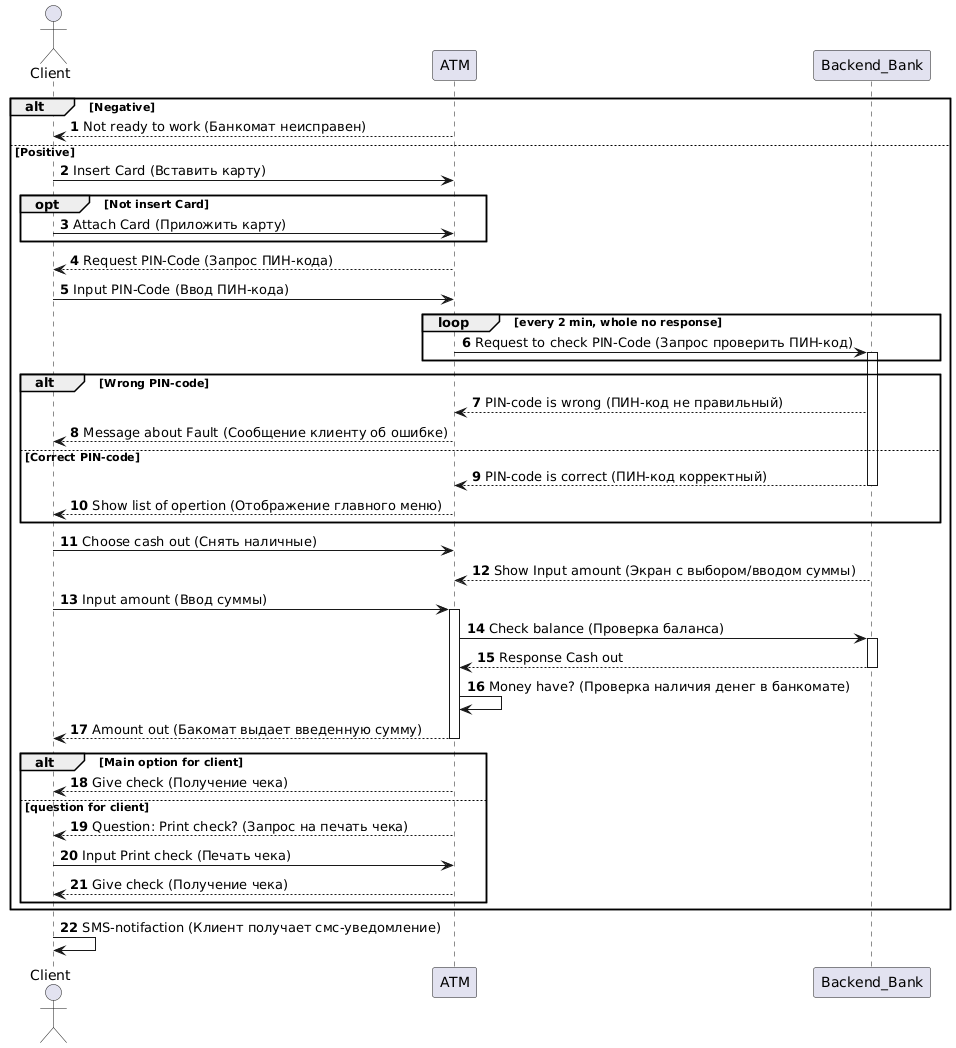 Client
ATM
Backend_Bank
alt [Negative]
1 Not ready to work (Банкомат неисправен)
[Positive]
2 Insert Card (Вставить карту)
opt [Not insert Card]
3 Attach Card (Приложить карту)
4 Request PIN-Code (Запрос ПИН-кода)
5 Input PIN-Code (Ввод ПИН-кода)
loop [every 2 min, whole no response]
6 Request to check PIN-Code (Запрос проверить ПИН-код)
alt [Wrong PIN-code]
7 PIN-code is wrong (ПИН-код не правильный)
8 Message about Fault (Сообщение клиенту об ошибке)
[Correct PIN-code]
9 PIN-code is correct (ПИН-код корректный)
10 Show list of opertion (Отображение главного меню)
11 Choose cash out (Снять наличные)
12 Show Input amount (Экран с выбором/вводом суммы)
13 Input amount (Ввод суммы)
14 Check balance (Проверка баланса)
15 Response Cash out
16 Money have? (Проверка наличия денег в банкомате)
17 Amount out (Бакомат выдает введенную сумму)
alt [Main option for client]
18 Give check (Получение чека)
[question for client]
19 Question: Print check? (Запрос на печать чека)
20 Input Print check (Печать чека)
21 Give check (Получение чека)
22 SMS-notifaction (Клиент получает смс-уведомление)
Client
ATM
Backend_Bank